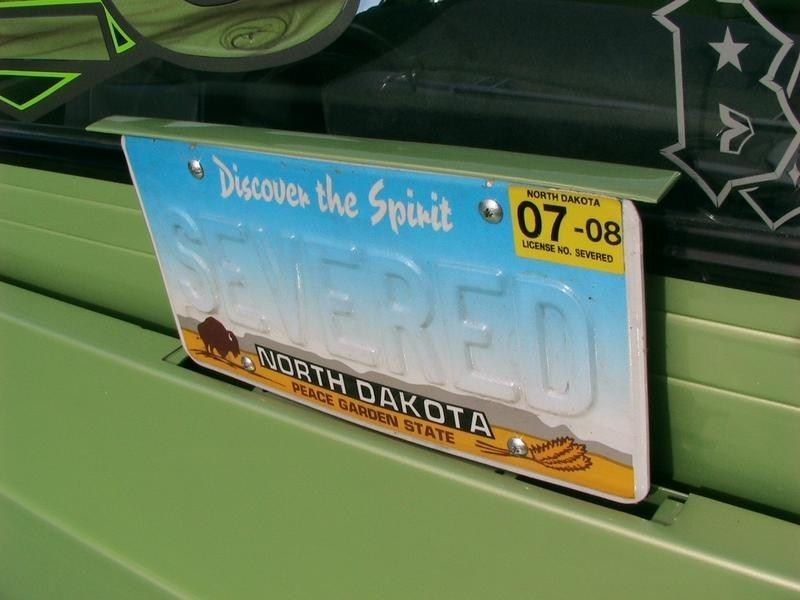 Discover the Spirit
NORTH DAKOTA
07-08
LICENSE NO. SEVERED
SEVERED
NORTH DAKOTA
PEACE GARDEN STATE